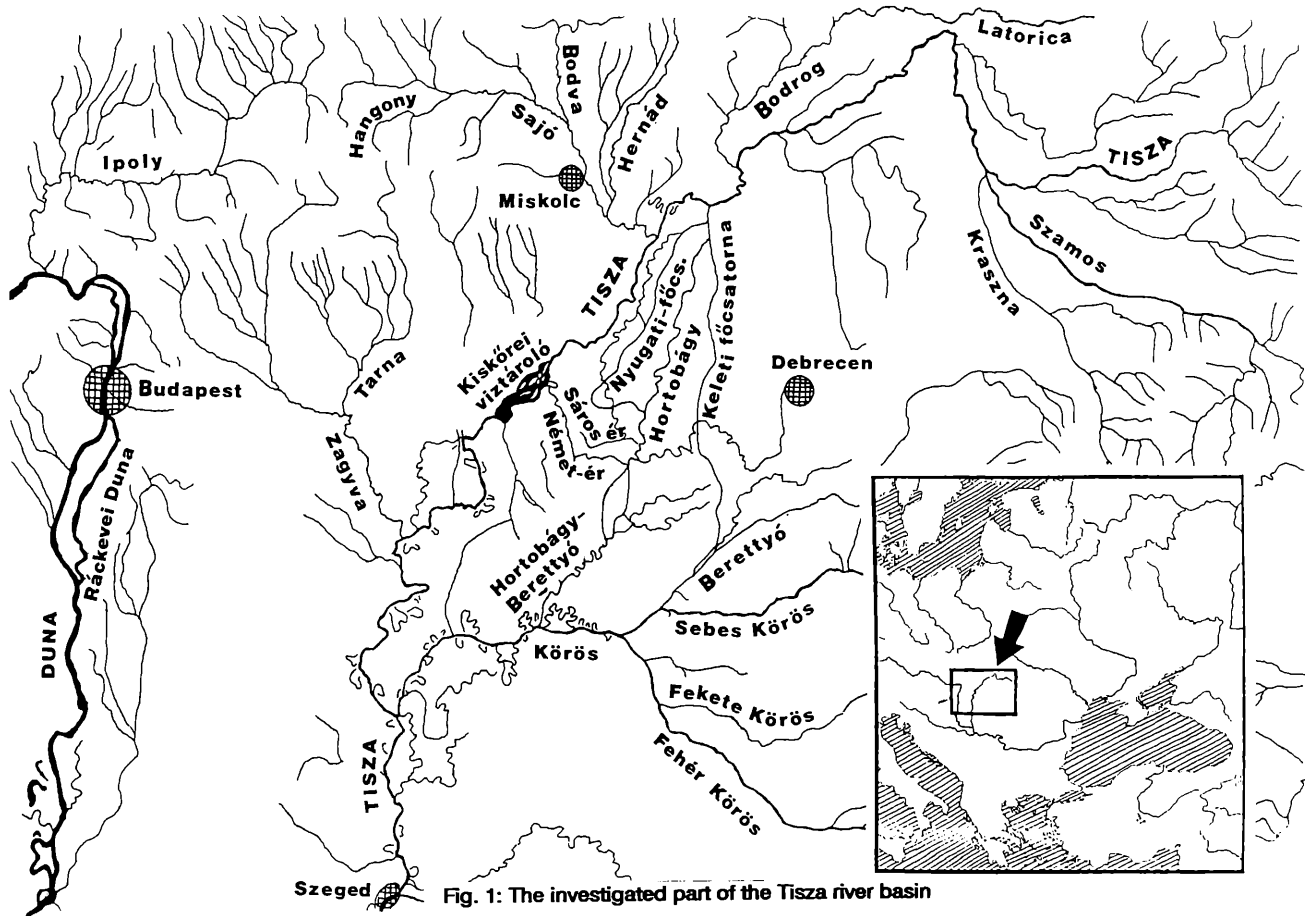 Latorica
Bodva
Bodrog
Hangony
Sajó
Hernád
Ipoly
TISZA
Miskolc
Szamos
Kraszna
TISZA
Nyugati-főcs.
Hortobágy
Keleti főcsatorna
Kiskőrei
víztároló
Tarna
Debrecen
Budapest
Sáros ér
Német-ér
Zagyva
Ráckevei Duna
Hortobágy-
Berettyó
Berettyó
Sebes Körös
DUNA
Körös
Fekete Körös
Fehér Körös
TISZA
Szeged
Fig. 1: The investigated part of the Tisza river basin